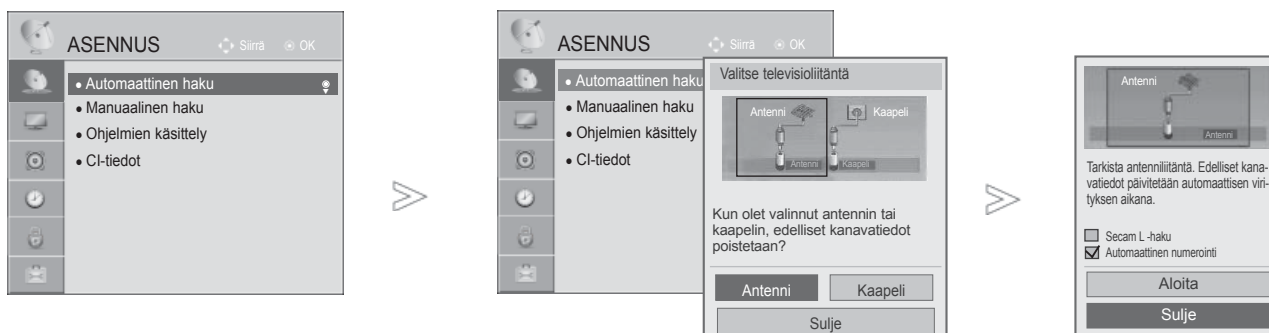 ASENNUS
Siirrä OK
• Automaattinen haku
• Manuaalinen haku
• Ohjelmien käsittely
• CI-tiedot
>
ASENNUS
Siirrä OK
• Automaattinen haku
• Manuaalinen haku
• Ohjelmien käsittely
• CI-tiedot
Valitse televisioliitäntä
Antenni Kaapeli
Antenni Kaapeli
Kun olet valinnut antennin tai
kaapelin, edelliset kanavatiedot
poistetaan?
Antenni Kaapeli
Sulje
>
Antenni
Antenni
Tarkista antenniliitäntä. Edelliset kana-
vatiedot päivitetään automaattisen viri-
tyksen aikana.
Secam L -haku
Automaattinen numerointi
Aloita
Sulje